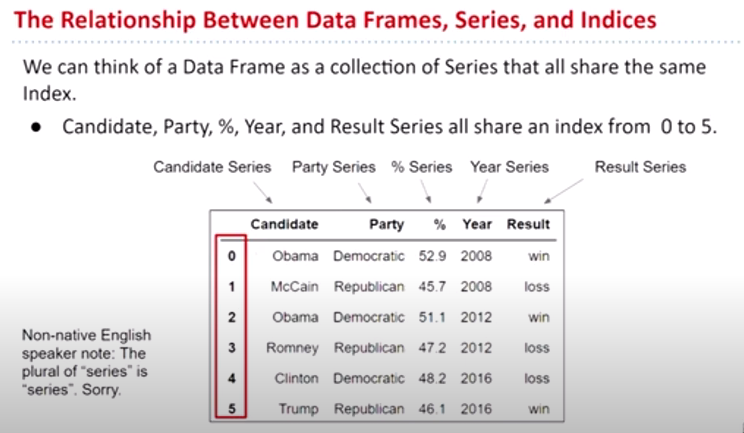 The Relationship Between Data Frames, Series, and Indices
We can think of a Data Frame as a collection of Series that all share the same
Index.
● Candidate, Party, %, Year, and Result Series all share an index from 0 to 5.
Candidate Series Party Series % Series Year Series Result Series
Candidate Party % Year Result
0 Obama Democratic 52.9 2008 win
1 McCain Republican 45.7 2008 loss
2 Obama Democratic 51.1 2012 win
3 Romney Republican 47.2 2012 loss
4 Clinton Democratic 48.2 2016 loss
5 Trump Republican 46.1 2016 win
Non-native English
speaker note: The
plural of “series” is
“series”. Sorry.